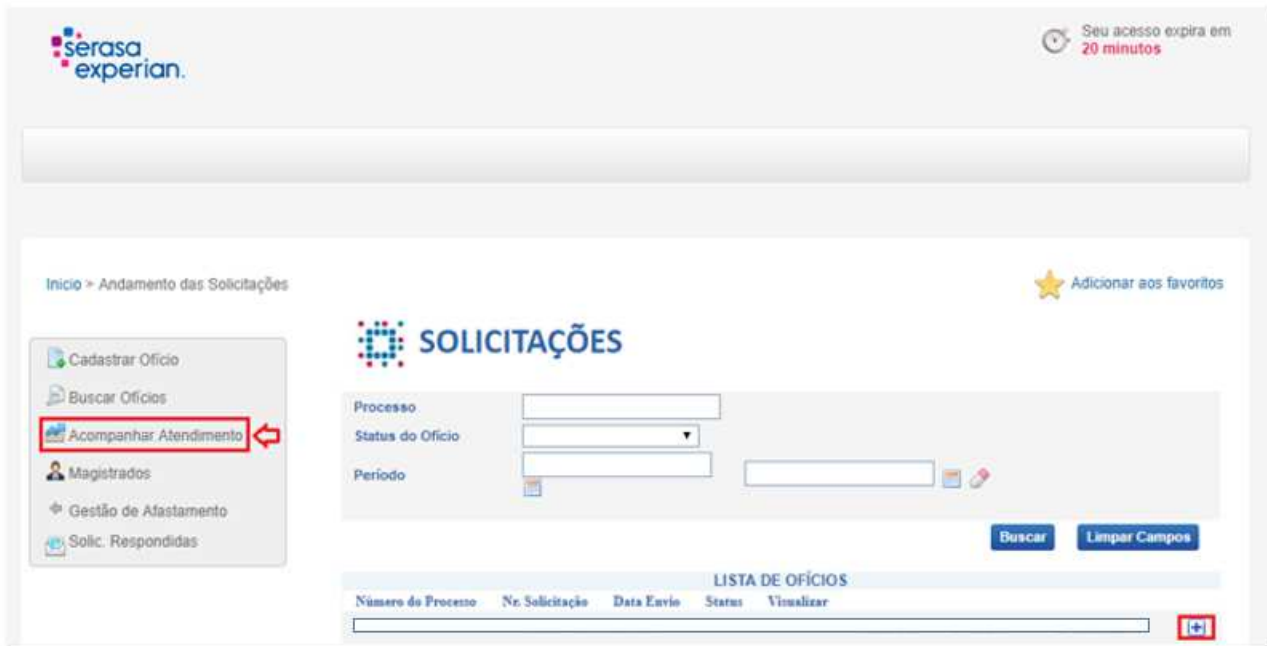 serasa
experian.
Seu acesso expira em
20 minutos
Inicio > Andamento das Solicitações
Adicionar aos favoritos
Cadastrar Ofício
Buscar Ofícios
Acompanhar Atendimento
Magistrados
Gestão de Afastamento
Solic. Respondidas
SOLICITAÇÕES
Processo
Status do Ofício
Período
Buscar
Limpar Campos
LISTA DE OFÍCIOS
Número do Processo Nr. Solicitação Data Envio Status Visualizar
[+]